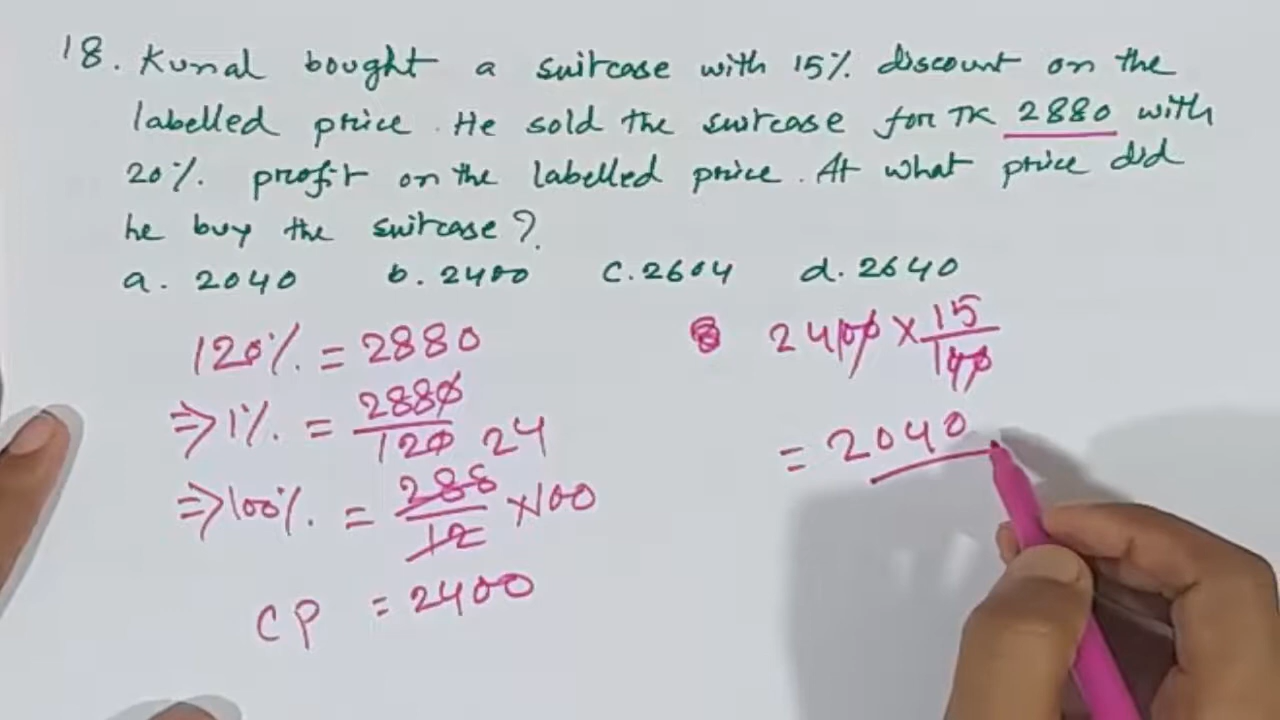 18. Kunal bought a suitcase with 15% discount on the
labelled price. He sold the suitcase for TK 2880 with
20% profit on the labelled price. At what price did
he buy the suitcase?
a. 2040 b. 2400 c. 2604 d. 2640
120% = 2880
⇒ 1% = 2880/120 24
⇒ 100% = 288/12 × 100
CP = 2400
2400 × 15/100
= 2040